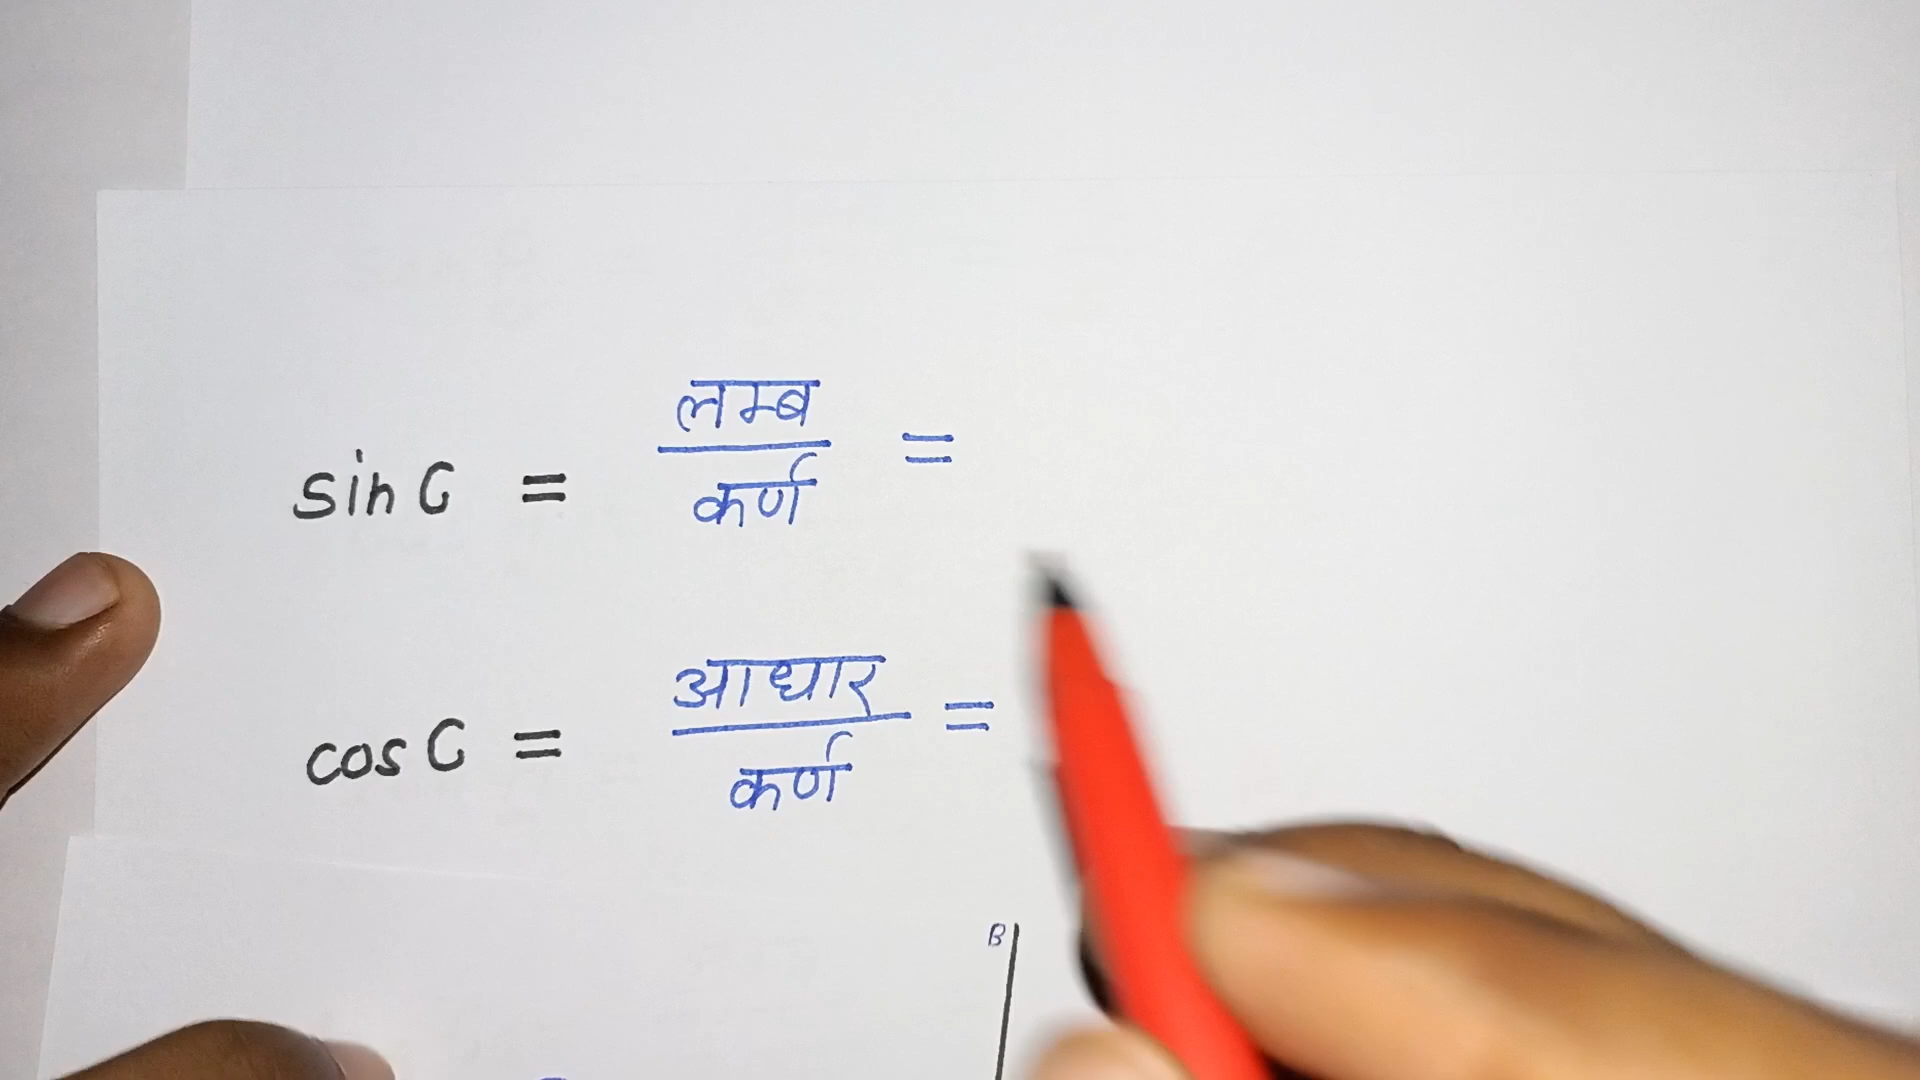 sin C = लम्ब / कर्ण =
cos C = आधार / कर्ण =
B